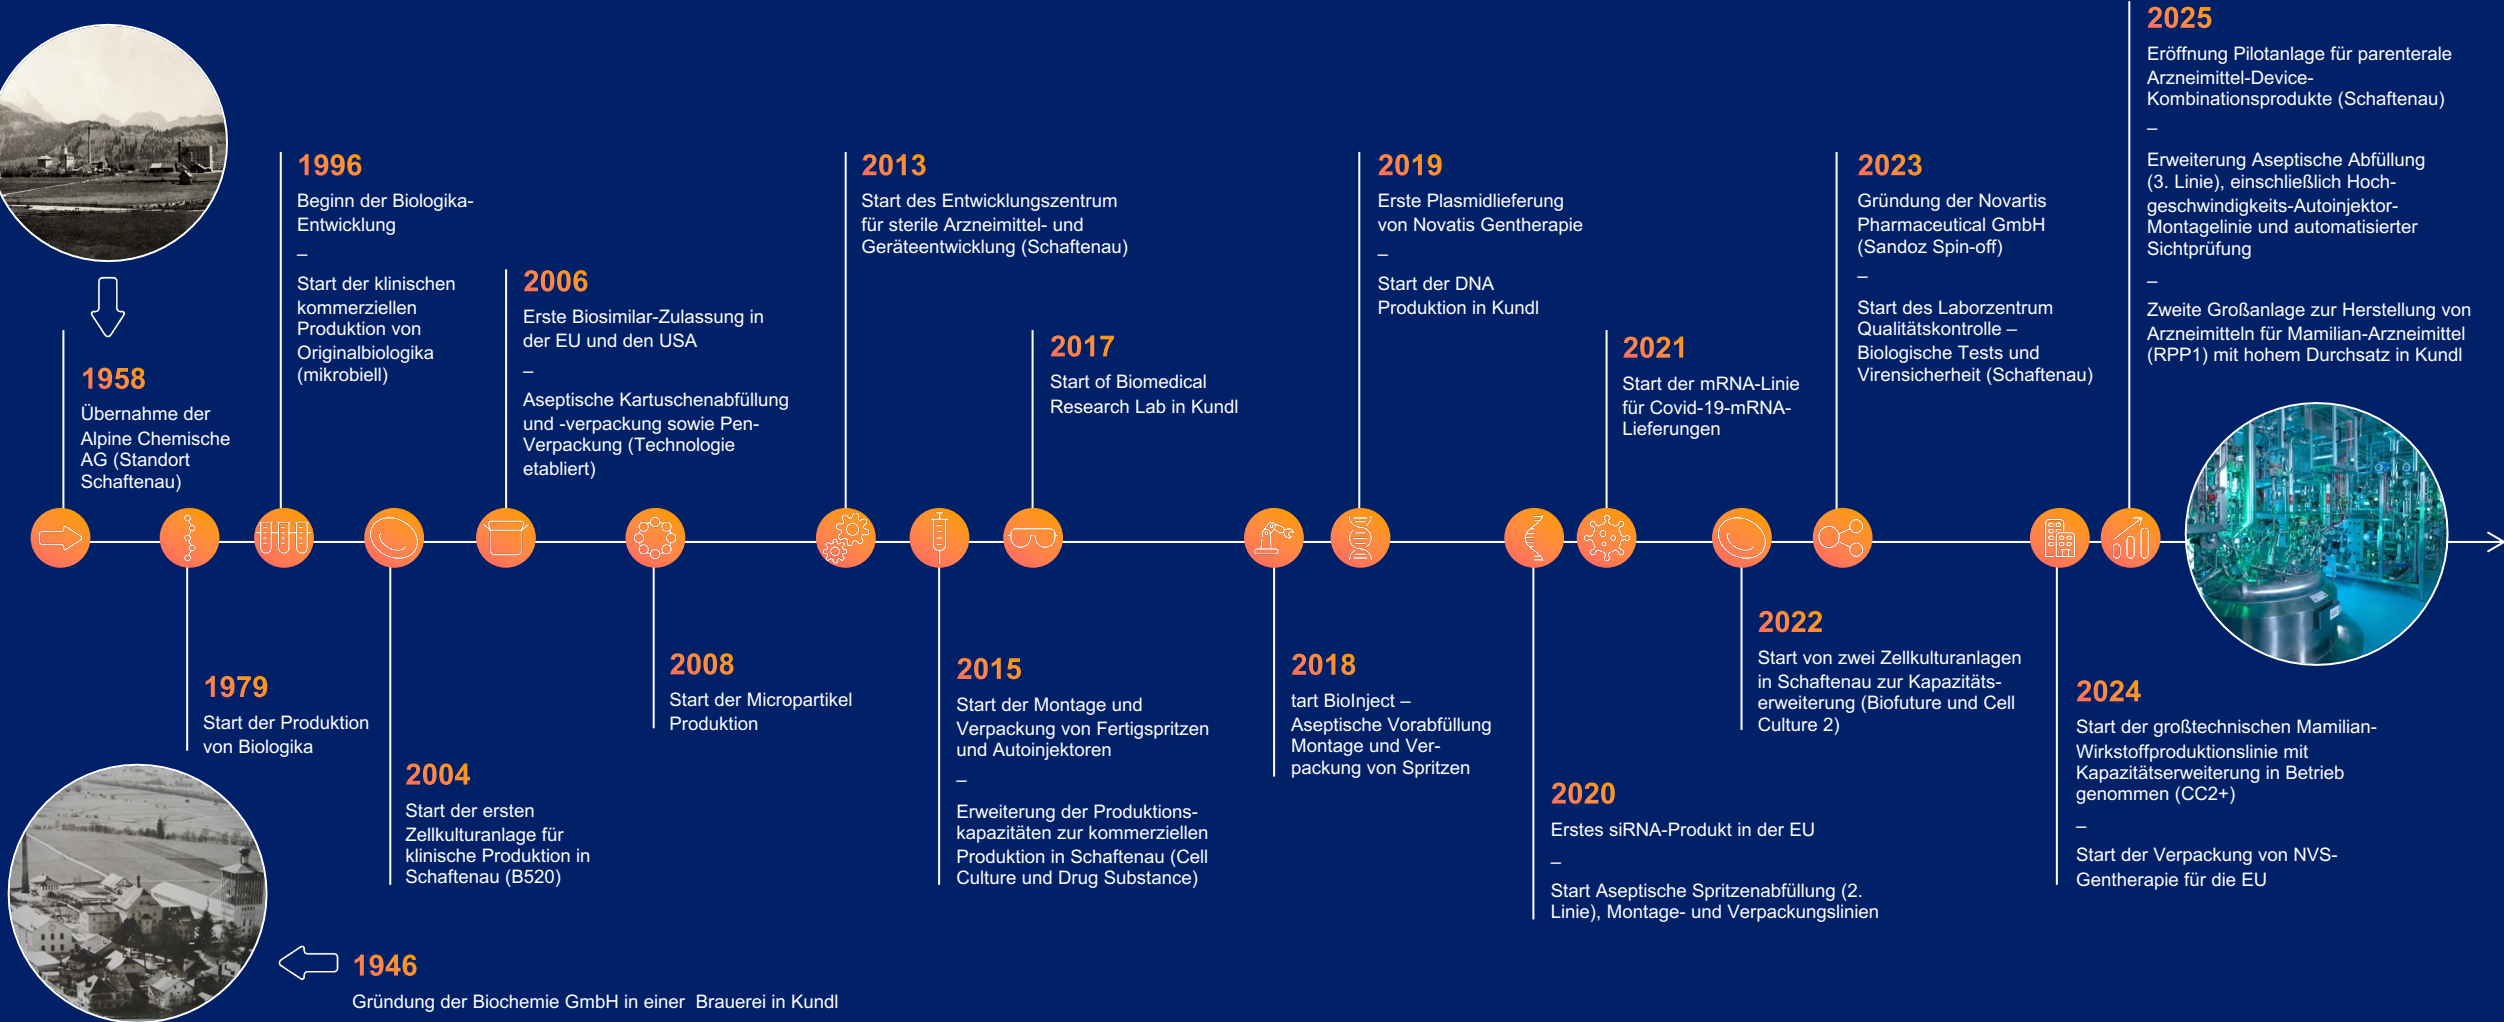 1946
Gründung der Biochemie GmbH in einer Brauerei in Kundl
1958
Übernahme der
Alpine Chemische
AG (Standort
Schaftenau)
1979
Start der Produktion
von Biologika
1996
Beginn der Biologika-
Entwicklung
–
Start der klinischen
kommerziellen
Produktion von
Originalbiologika
(mikrobiell)
2004
Start der ersten
Zellkulturanlage für
klinische Produktion in
Schaftenau (B520)
2006
Erste Biosimilar-Zulassung in
der EU und den USA
–
Aseptische Kartuschenabfüllung
und -verpackung sowie Pen-
Verpackung (Technologie
etabliert)
2008
Start der Micropartikel
Produktion
2013
Start des Entwicklungszentrum
für sterile Arzneimittel- und
Geräteentwicklung (Schaftenau)
2015
Start der Montage und
Verpackung von Fertigspritzen
und Autoinjektoren
–
Erweiterung der Produktions-
kapazitäten zur kommerziellen
Produktion in Schaftenau (Cell
Culture und Drug Substance)
2017
Start of Biomedical
Research Lab in Kundl
2018
tart BioInject –
Aseptische Vorabfüllung
Montage und Ver-
packung von Spritzen
2019
Erste Plasmidlieferung
von Novatis Gentherapie
–
Start der DNA
Produktion in Kundl
2020
Erstes siRNA-Produkt in der EU
–
Start Aseptische Spritzenabfüllung (2.
Linie), Montage- und Verpackungslinien
2021
Start der mRNA-Linie
für Covid-19-mRNA-
Lieferungen
2022
Start von zwei Zellkulturanlagen
in Schaftenau zur Kapazitäts-
erweiterung (Biofuture und Cell
Culture 2)
2023
Gründung der Novartis
Pharmaceutical GmbH
(Sandoz Spin-off)
–
Start des Laborzentrum
Qualitätskontrolle –
Biologische Tests und
Virensicherheit (Schaftenau)
2024
Start der großtechnischen Mamilian-
Wirkstoffproduktionslinie mit
Kapazitätserweiterung in Betrieb
genommen (CC2+)
–
Start der Verpackung von NVS-
Gentherapie für die EU
2025
Eröffnung Pilotanlage für parenterale
Arzneimittel-Device-
Kombinationsprodukte (Schaftenau)
–
Erweiterung Aseptische Abfüllung
(3. Linie), einschließlich Hoch-
geschwindigkeits-Autoinjektor-
Montagelinie und automatisierter
Sichtprüfung
–
Zweite Großanlage zur Herstellung von
Arzneimitteln für Mamilian-Arzneimittel
(RPP1) mit hohem Durchsatz in Kundl